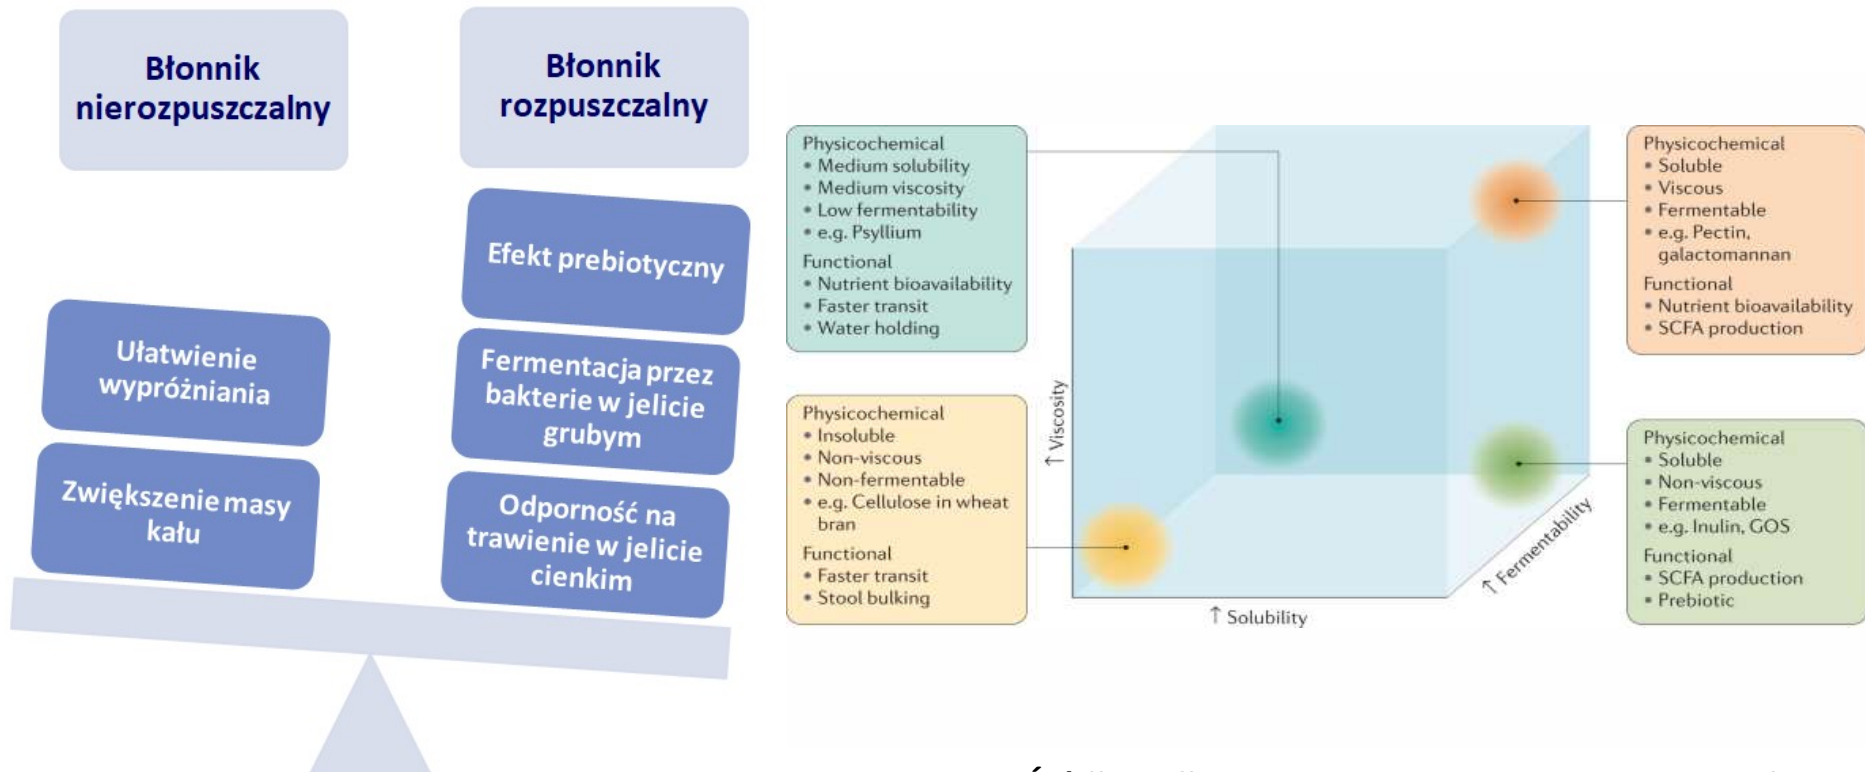 Błonnik
nierozpuszczalny
Błonnik
rozpuszczalny
Ułatwienie
wypróżniania
Zwiększenie masy
kału
Efekt prebiotyczny
Fermentacja przez
bakterie w jelicie
grubym
Odporność na
trawienie w jelicie
cienkim
Physicochemical
• Medium solubility
• Medium viscosity
• Low fermentability
• e.g. Psyllium
Functional
• Nutrient bioavailability
• Faster transit
• Water holding
Physicochemical
• Insoluble
• Non-viscous
• Non-fermentable
• e.g. Cellulose in wheat
bran
Functional
• Faster transit
• Stool bulking
↑ Viscosity
↑ Solubility
↑ Fermentability
Physicochemical
• Soluble
• Viscous
• Fermentable
• e.g. Pectin,
galactomannan
Functional
• Nutrient bioavailability
• SCFA production
Physicochemical
• Soluble
• Non-viscous
• Fermentable
• e.g. Inulin, GOS
Functional
• SCFA production
• Prebiotic